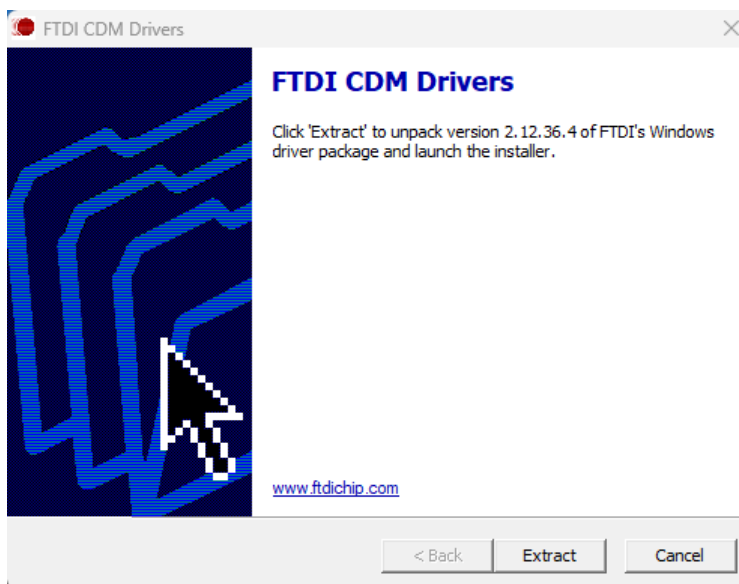 FTDI CDM Drivers
FTDI CDM Drivers
Click 'Extract' to unpack version 2.12.36.4 of FTDI's Windows
driver package and launch the installer.
www.ftdichip.com
< Back
Extract
Cancel